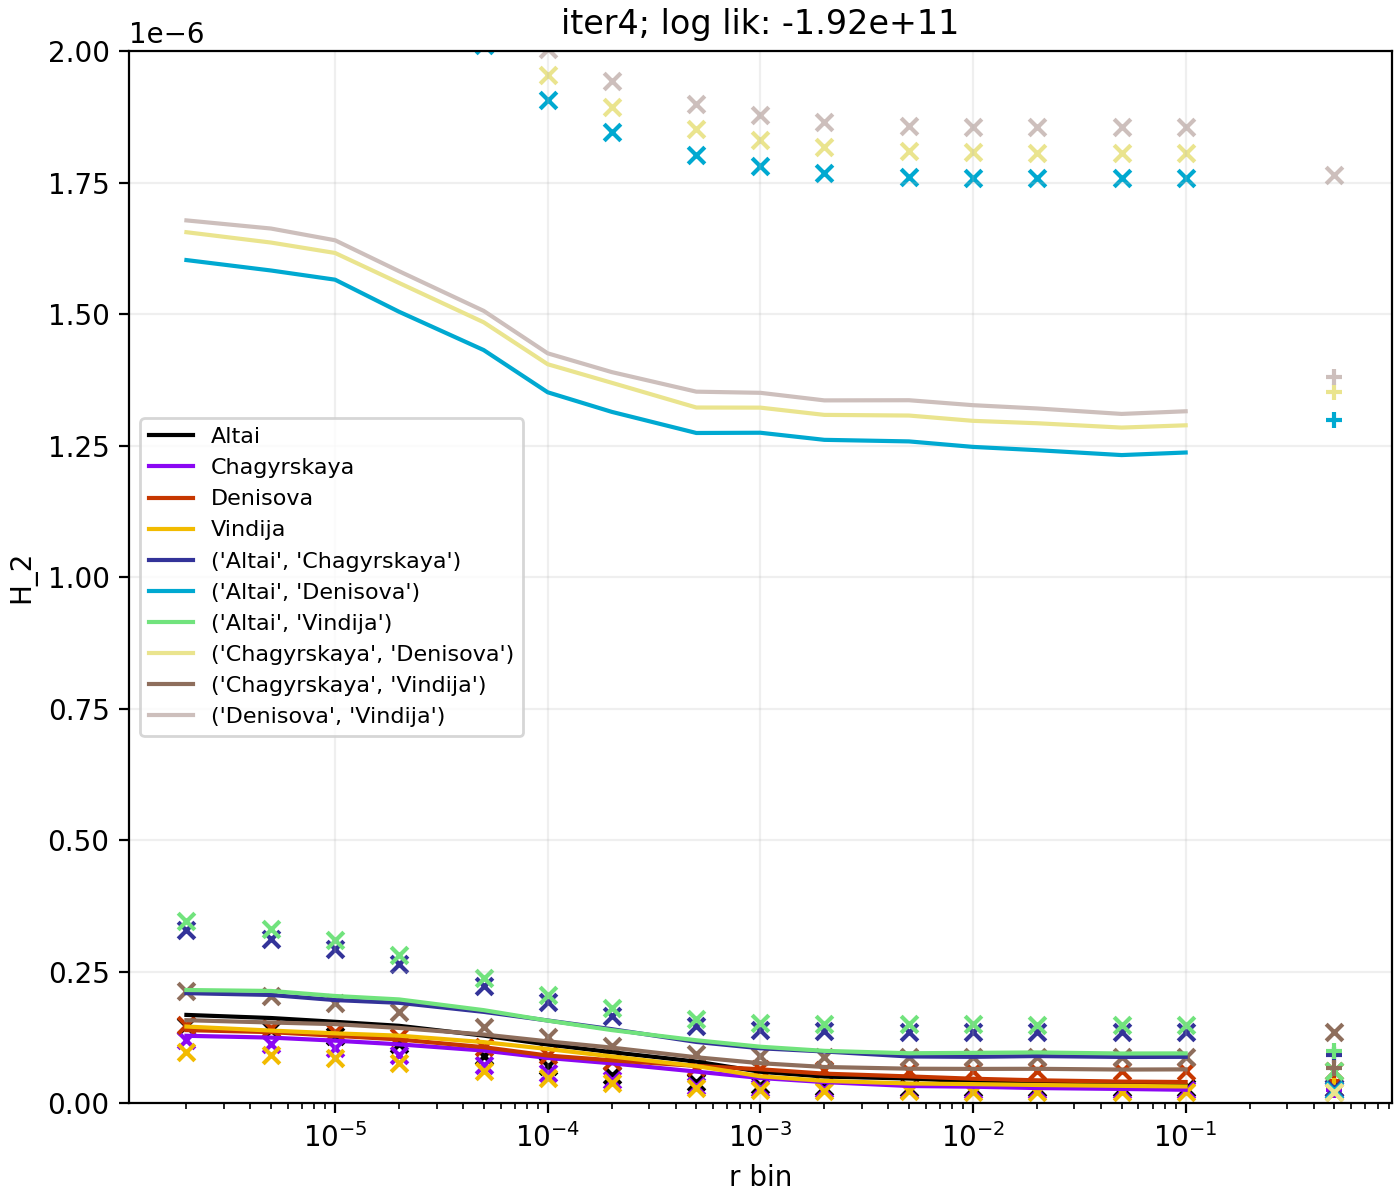 iter4; log lik: -1.92e+11
1e−6
2.00
1.75
1.50
1.25
1.00
0.75
0.50
0.25
0.00
H_2
Altai
Chagyrskaya
Denisova
Vindija
('Altai', 'Chagyrskaya')
('Altai', 'Denisova')
('Altai', 'Vindija')
('Chagyrskaya', 'Denisova')
('Chagyrskaya', 'Vindija')
('Denisova', 'Vindija')
10⁻⁵ 10⁻⁴ 10⁻³ 10⁻² 10⁻¹
r bin